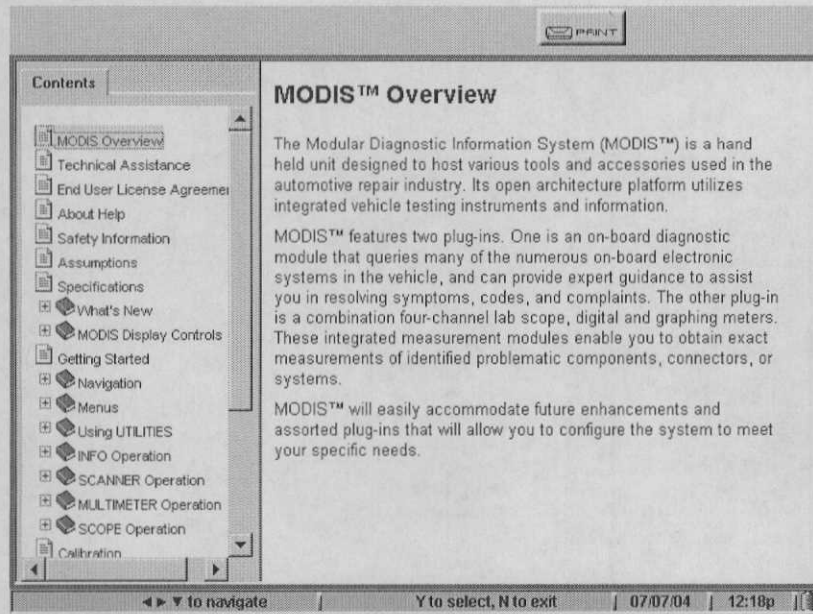 PRINT
Contents
MODIS Overview
Technical Assistance
End User License Agreemen
About Help
Safety Information
Assumptions
Specifications
What's New
MODIS Display Controls
Getting Started
Navigation
Menus
Using UTILITIES
INFO Operation
SCANNER Operation
MULTIMETER Operation
SCOPE Operation
Calibration
MODIS™ Overview
The Modular Diagnostic Information System (MODIS™) is a hand
held unit designed to host various tools and accessories used in the
automotive repair industry. Its open architecture platform utilizes
integrated vehicle testing instruments and information.
MODIS™ features two plug-ins. One is an on-board diagnostic
module that queries many of the numerous on-board electronic
systems in the vehicle, and can provide expert guidance to assist
you in resolving symptoms, codes, and complaints. The other plug-in
is a combination four-channel lab scope, digital and graphing meters.
These integrated measurement modules enable you to obtain exact
measurements of identified problematic components, connectors, or
systems.
MODIS™ will easily accommodate future enhancements and
assorted plug-ins that will allow you to configure the system to meet
your specific needs.
◄ ► ▼ to navigate | Y to select, N to exit | 07/07/04 | 12:18p